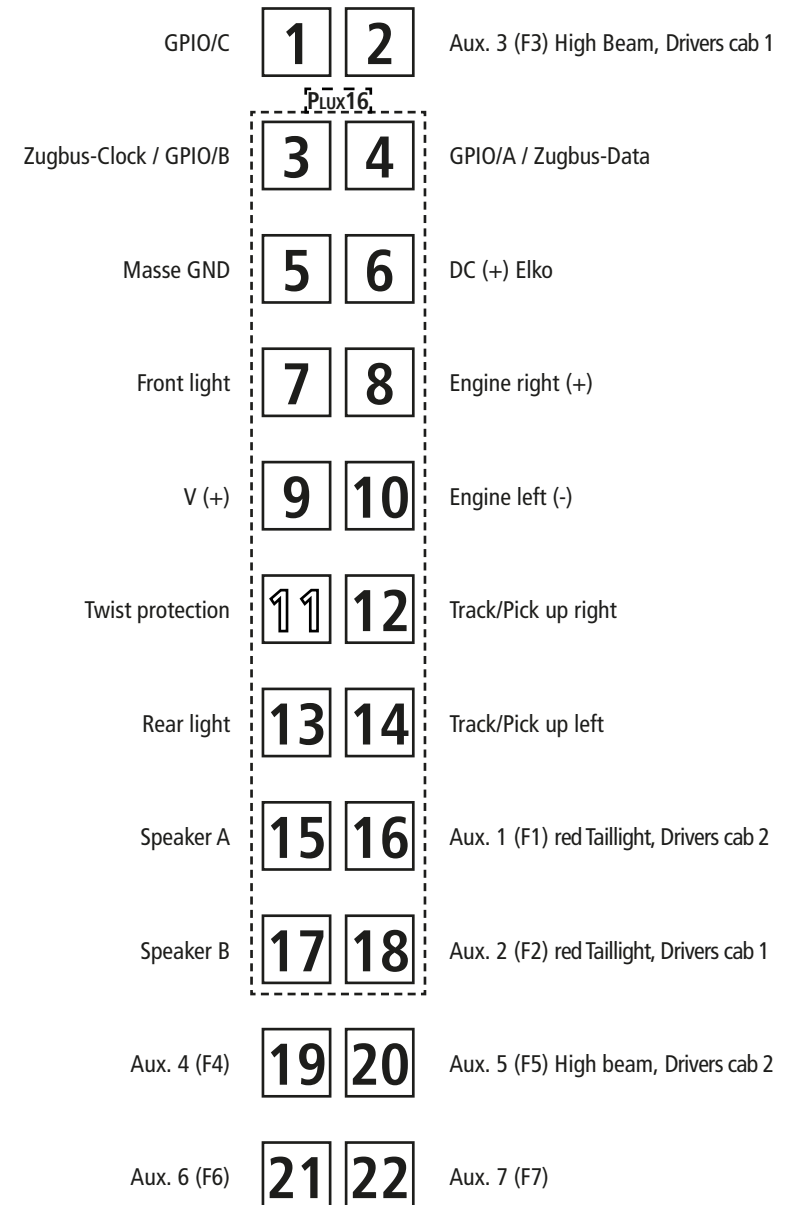 GPIO/C 1 2 Aux. 3 (F3) High Beam, Drivers cab 1
PLUX16
Zugbus-Clock / GPIO/B 3 4 GPIO/A / Zugbus-Data
Masse GND 5 6 DC (+) Elko
Front light 7 8 Engine right (+)
V (+) 9 10 Engine left (-)
Twist protection 11 12 Track/Pick up right
Rear light 13 14 Track/Pick up left
Speaker A 15 16 Aux. 1 (F1) red Taillight, Drivers cab 2
Speaker B 17 18 Aux. 2 (F2) red Taillight, Drivers cab 1
Aux. 4 (F4) 19 20 Aux. 5 (F5) High beam, Drivers cab 2
Aux. 6 (F6) 21 22 Aux. 7 (F7)